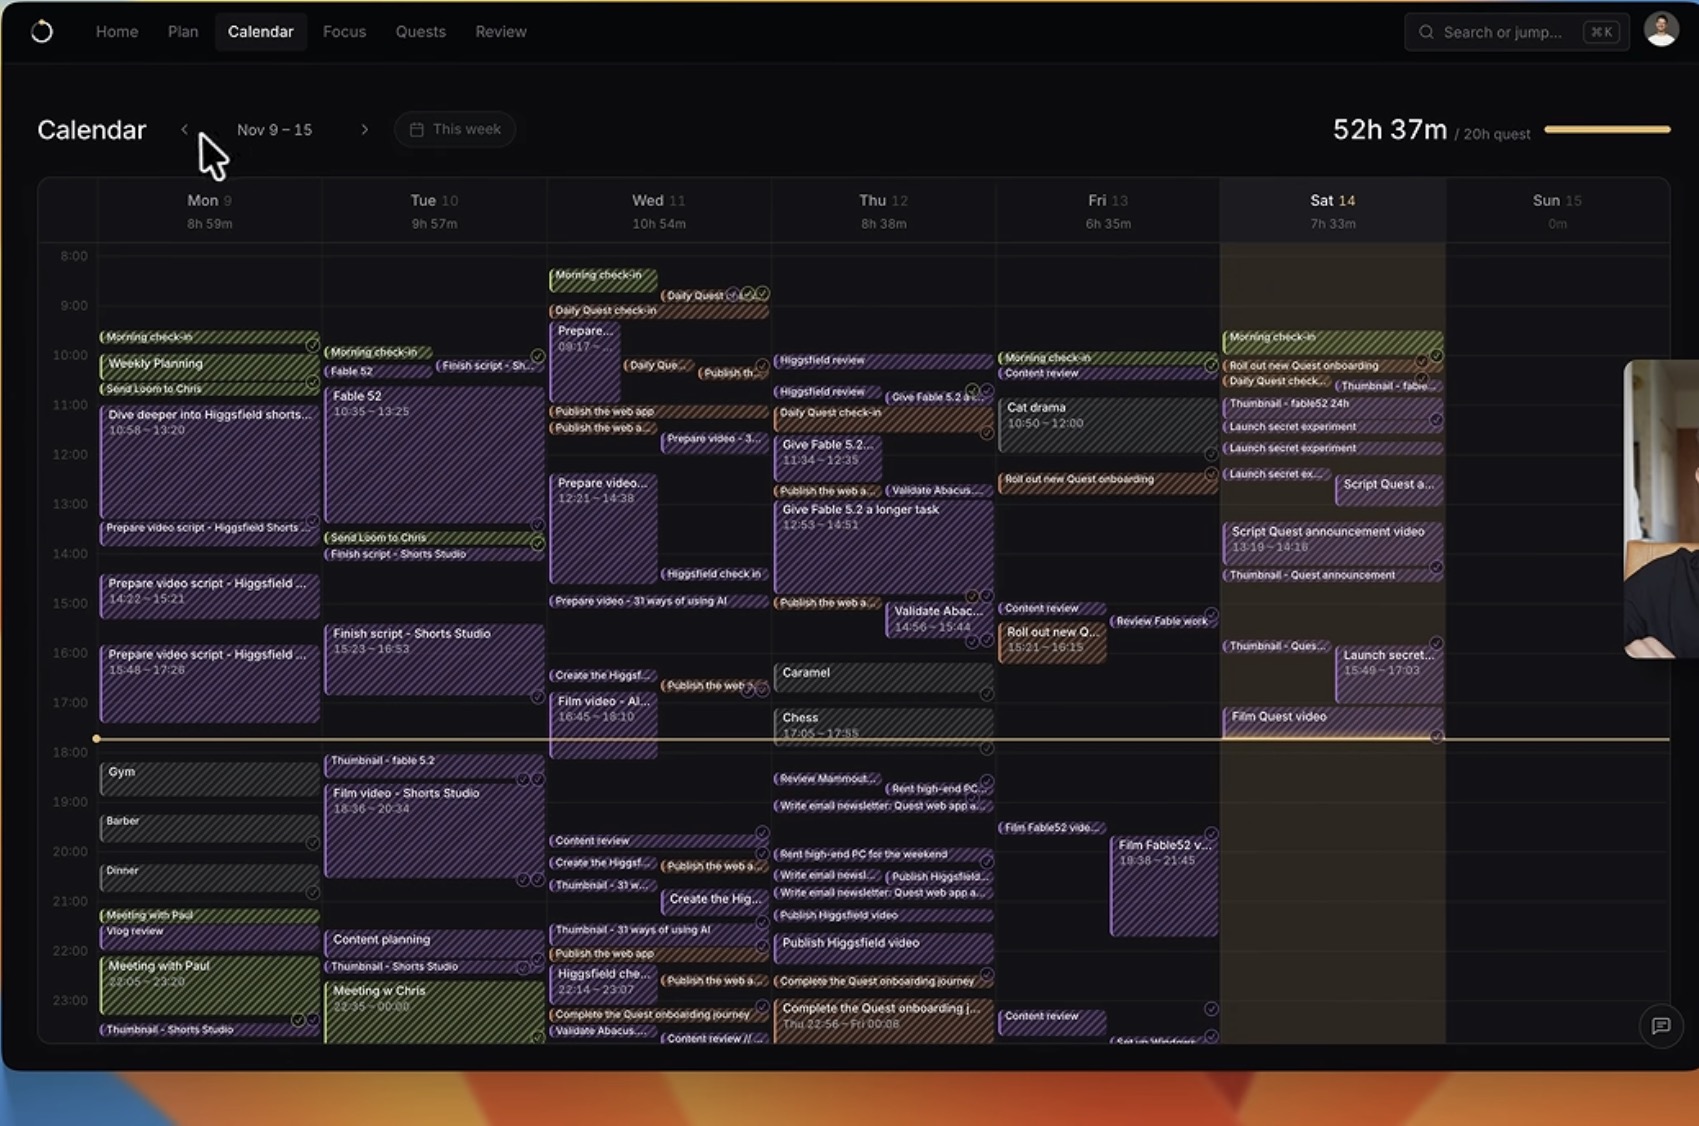 Home Plan Calendar Focus Quests Review Search or jump... ⌘K
Calendar Nov 9 – 15 This week 52h 37m / 20h quest
Mon 9 Tue 10 Wed 11 Thu 12 Fri 13 Sat 14 Sun 15
8h 59m 9h 57m 10h 54m 8h 38m 6h 35m 7h 33m 0m
8:00
9:00
10:00
11:00
12:00
13:00
14:00
15:00
16:00
17:00
18:00
19:00
20:00
21:00
22:00
23:00
Morning check-in
Weekly Planning
Send Loom to Chris
Dive deeper into Higgsfield shorts...
10:58 – 13:20
Prepare video script - Higgsfield Shorts ...
Prepare video script - Higgsfield ...
14:22 – 15:21
Prepare video script - Higgsfield ...
15:48 – 17:26
Gym
Barber
Dinner
Meeting with Paul
Vlog review
Meeting with Paul
22:05 – 23:20
Thumbnail - Shorts Studio
Morning check-in
Finish script - Sh...
Fable 52
Fable 52
10:35 – 13:25
Send Loom to Chris
Finish script - Shorts Studio
Finish script - Shorts Studio
15:23 – 16:53
Thumbnail - fable 5.2
Film video - Shorts Studio
18:36 – 20:34
Content planning
Thumbnail - Shorts Studio
Meeting w Chris
22:35 – 00:00
Morning check-in
Daily Quest
Daily Quest check-in
Prepare...
09:17 – ...
Daily Que...
Publish th...
Publish the web app
Publish the web a...
Prepare video - 3...
Prepare video...
12:21 – 14:38
Higgsfield check in
Prepare video - 31 ways of using AI
Create the Higgsf...
Publish the web a...
Film video - AI...
16:45 – 18:10
Content review
Create the Higgsf...
Publish the web a...
Thumbnail - 31 w...
Create the Hig...
Thumbnail - 31 ways of using AI
Publish the web app
Higgsfield che...
22:14 – 23:07
Publish the web a...
Complete the Quest onboarding journey
Validate Abacus....
Content review //...
Higgsfield review
Higgsfield review
Give Fable 5.2 a ...
Daily Quest check-in
Give Fable 5.2...
11:34 – 12:35
Publish the web a...
Validate Abacus....
Give Fable 5.2 a longer task
12:53 – 14:51
Publish the web a...
Validate Abac...
14:56 – 15:44
Caramel
Chess
17:05 – 17:55
Review Mammout...
Rent high-end PC...
Write email newsletter: Quest web app a...
Rent high-end PC for the weekend
Write email newsl...
Publish Higgsfield...
Write email newsletter: Quest web app a...
Publish Higgsfield video
Publish Higgsfield video
Complete the Quest onboarding journey
Complete the Quest onboarding j...
Thu 22:56 – Fri 00:06
Morning check-in
Content review
Cat drama
10:50 – 12:00
Roll out new Quest onboarding
Content review
Review Fable work
Roll out new Q...
15:21 – 16:15
Film Fable52 vide...
Film Fable52 v...
19:38 – 21:45
Content review
Set up Windows
Morning check-in
Roll out new Quest onboarding
Daily Quest check...
Thumbnail - fable...
Thumbnail - fable52 24h
Launch secret experiment
Launch secret experiment
Launch secret ex...
Script Quest a...
Script Quest announcement video
13:19 – 14:16
Thumbnail - Quest announcement
Thumbnail - Ques...
Launch secret...
15:49 – 17:03
Film Quest video